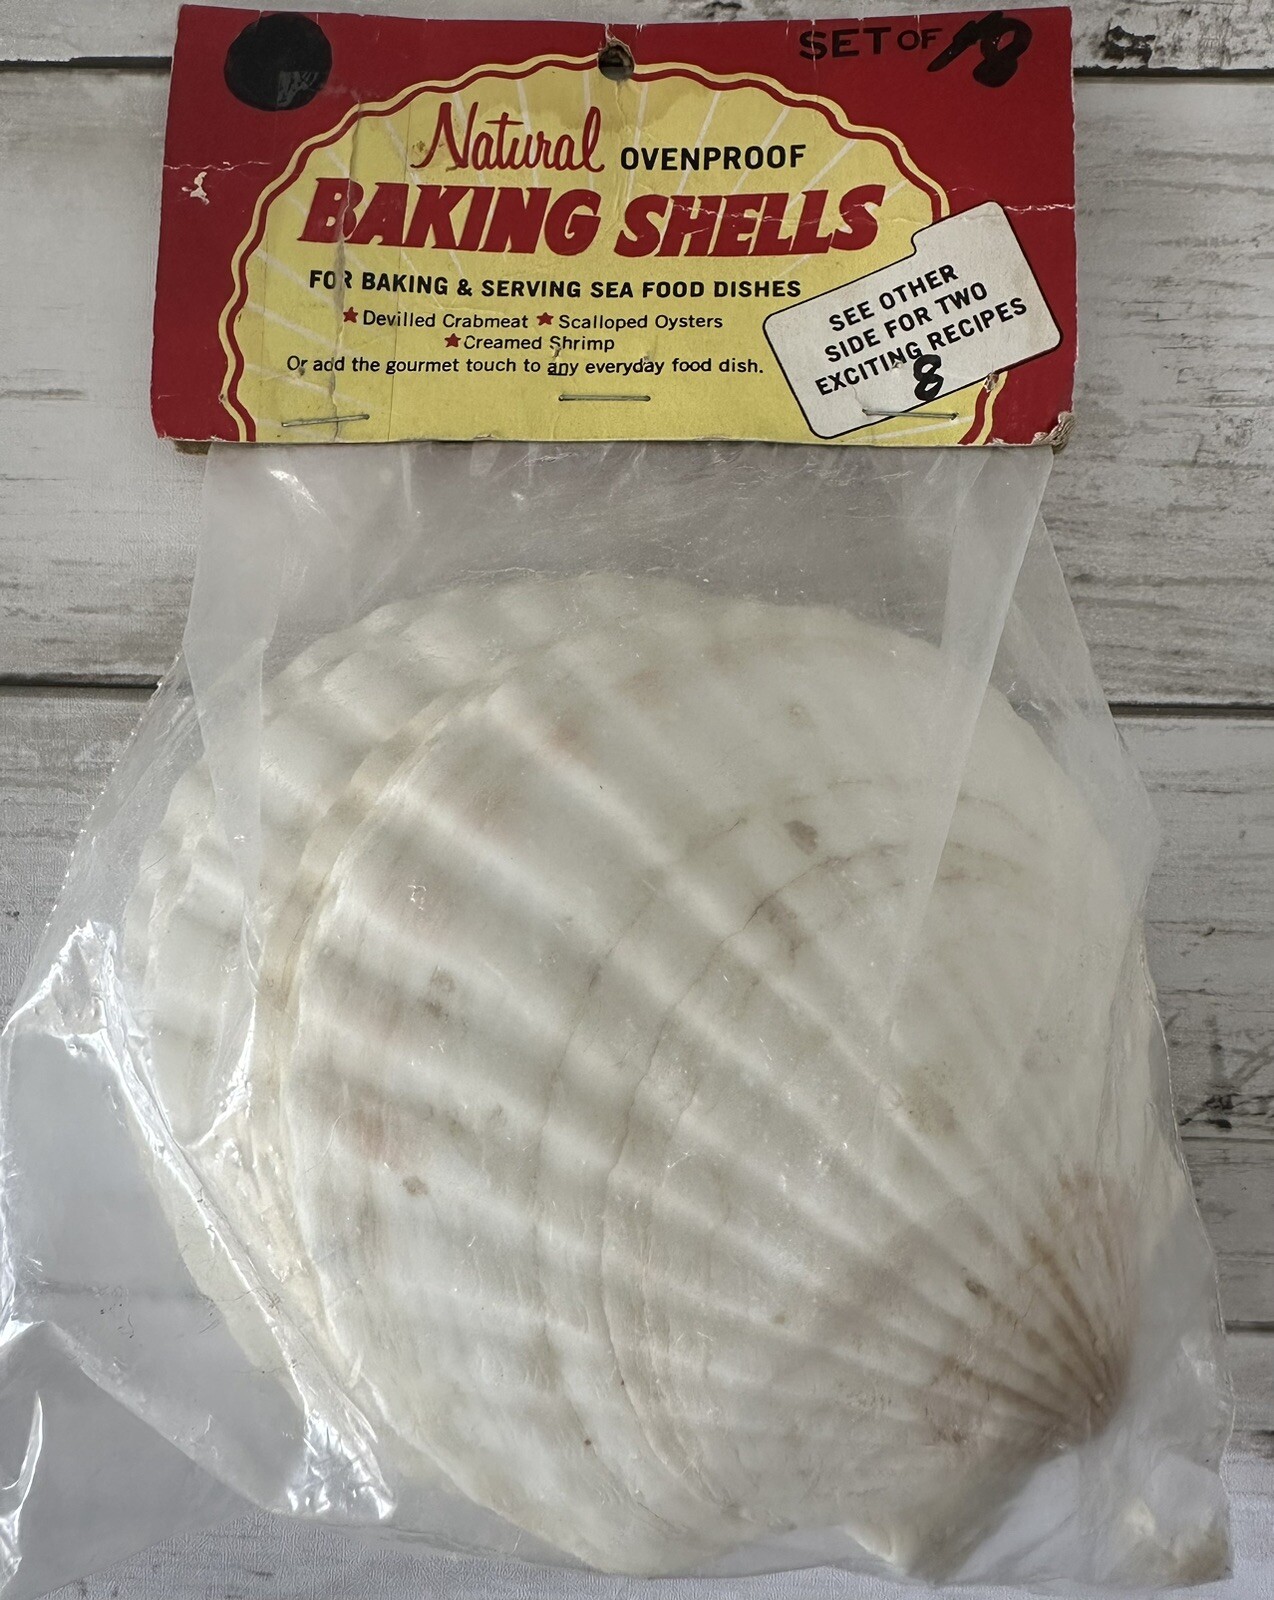 SET OF 8
Natural OVENPROOF
BAKING SHELLS
FOR BAKING & SERVING SEA FOOD DISHES
★ Devilled Crabmeat ★ Scalloped Oysters
★ Creamed Shrimp
Or add the gourmet touch to any everyday food dish.
SEE OTHER
SIDE FOR TWO
EXCITING RECIPES
8